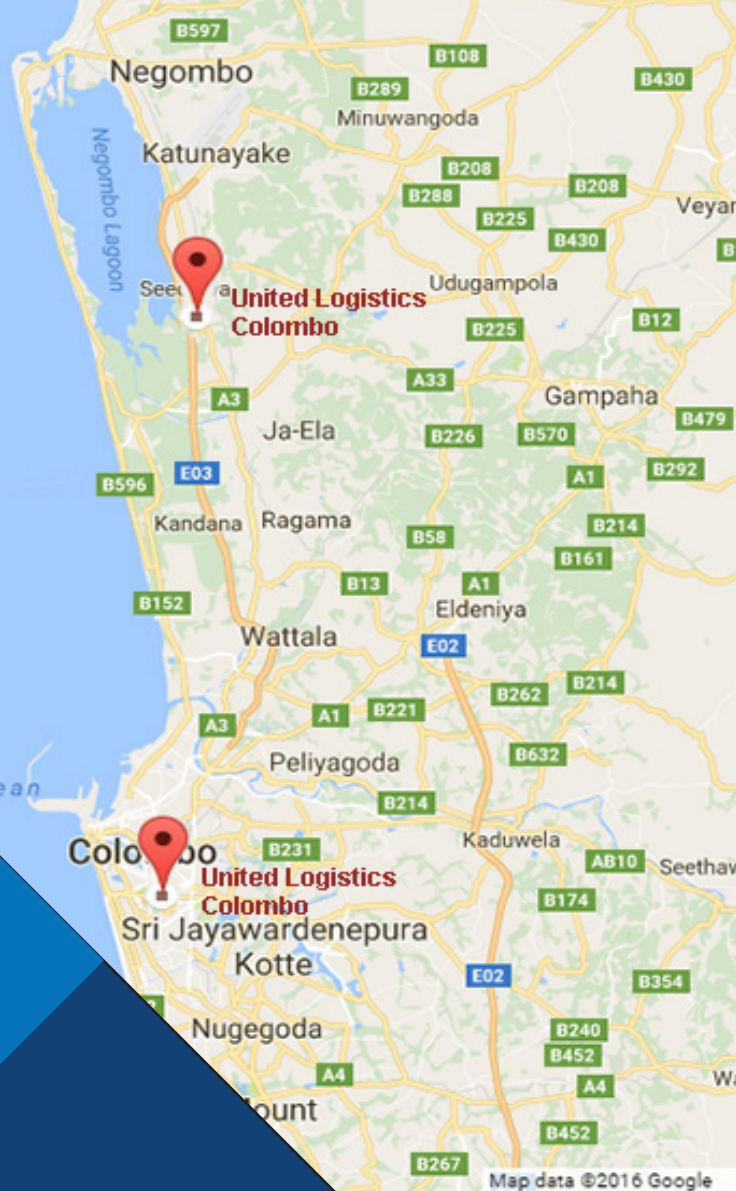 B597
Negombo
B108
B289
B430
Minuwangoda
Katunayake
Negombo Lagoon
B208
B288
B208
B225
B430
Udugampola
United Logistics
Colombo
B225
B12
A33
A3
Gampaha
B479
Ja-Ela
B226
B570
E03
A1
B292
B596
Kandana
Ragama
B58
B214
B161
B152
B13
A1
Eldeniya
Wattala
E02
B262
B214
A3
A1
B221
B632
Peliyagoda
B214
Kaduwela
B231
AB10
B174
United Logistics
Colombo
Sri Jayawardenepura
Kotte
E02
B354
Nugegoda
B240
B452
A4
A4
B452
B267
Map data ©2016 Google